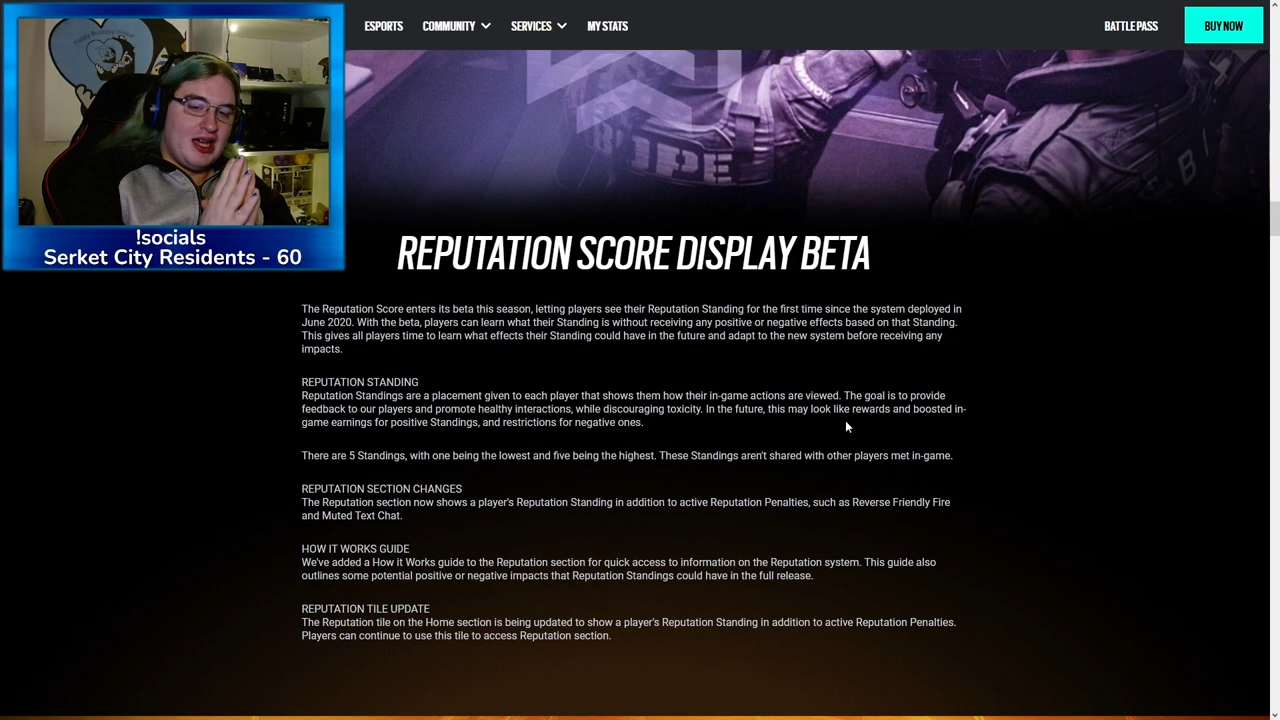 ESPORTS COMMUNITY SERVICES MY STATS BATTLE PASS BUY NOW
!socials
Serket City Residents - 60
REPUTATION SCORE DISPLAY BETA
The Reputation Score enters its beta this season, letting players see their Reputation Standing for the first time since the system deployed in
June 2020. With the beta, players can learn what their Standing is without receiving any positive or negative effects based on that Standing.
This gives all players time to learn what effects their Standing could have in the future and adapt to the new system before receiving any
impacts.
REPUTATION STANDING
Reputation Standings are a placement given to each player that shows them how their in-game actions are viewed. The goal is to provide
feedback to our players and promote healthy interactions, while discouraging toxicity. In the future, this may look like rewards and boosted in-
game earnings for positive Standings, and restrictions for negative ones.
There are 5 Standings, with one being the lowest and five being the highest. These Standings aren't shared with other players met in-game.
REPUTATION SECTION CHANGES
The Reputation section now shows a player's Reputation Standing in addition to active Reputation Penalties, such as Reverse Friendly Fire
and Muted Text Chat.
HOW IT WORKS GUIDE
We've added a How it Works guide to the Reputation section for quick access to information on the Reputation system. This guide also
outlines some potential positive or negative impacts that Reputation Standings could have in the full release.
REPUTATION TILE UPDATE
The Reputation tile on the Home section is being updated to show a player's Reputation Standing in addition to active Reputation Penalties.
Players can continue to use this tile to access Reputation section.